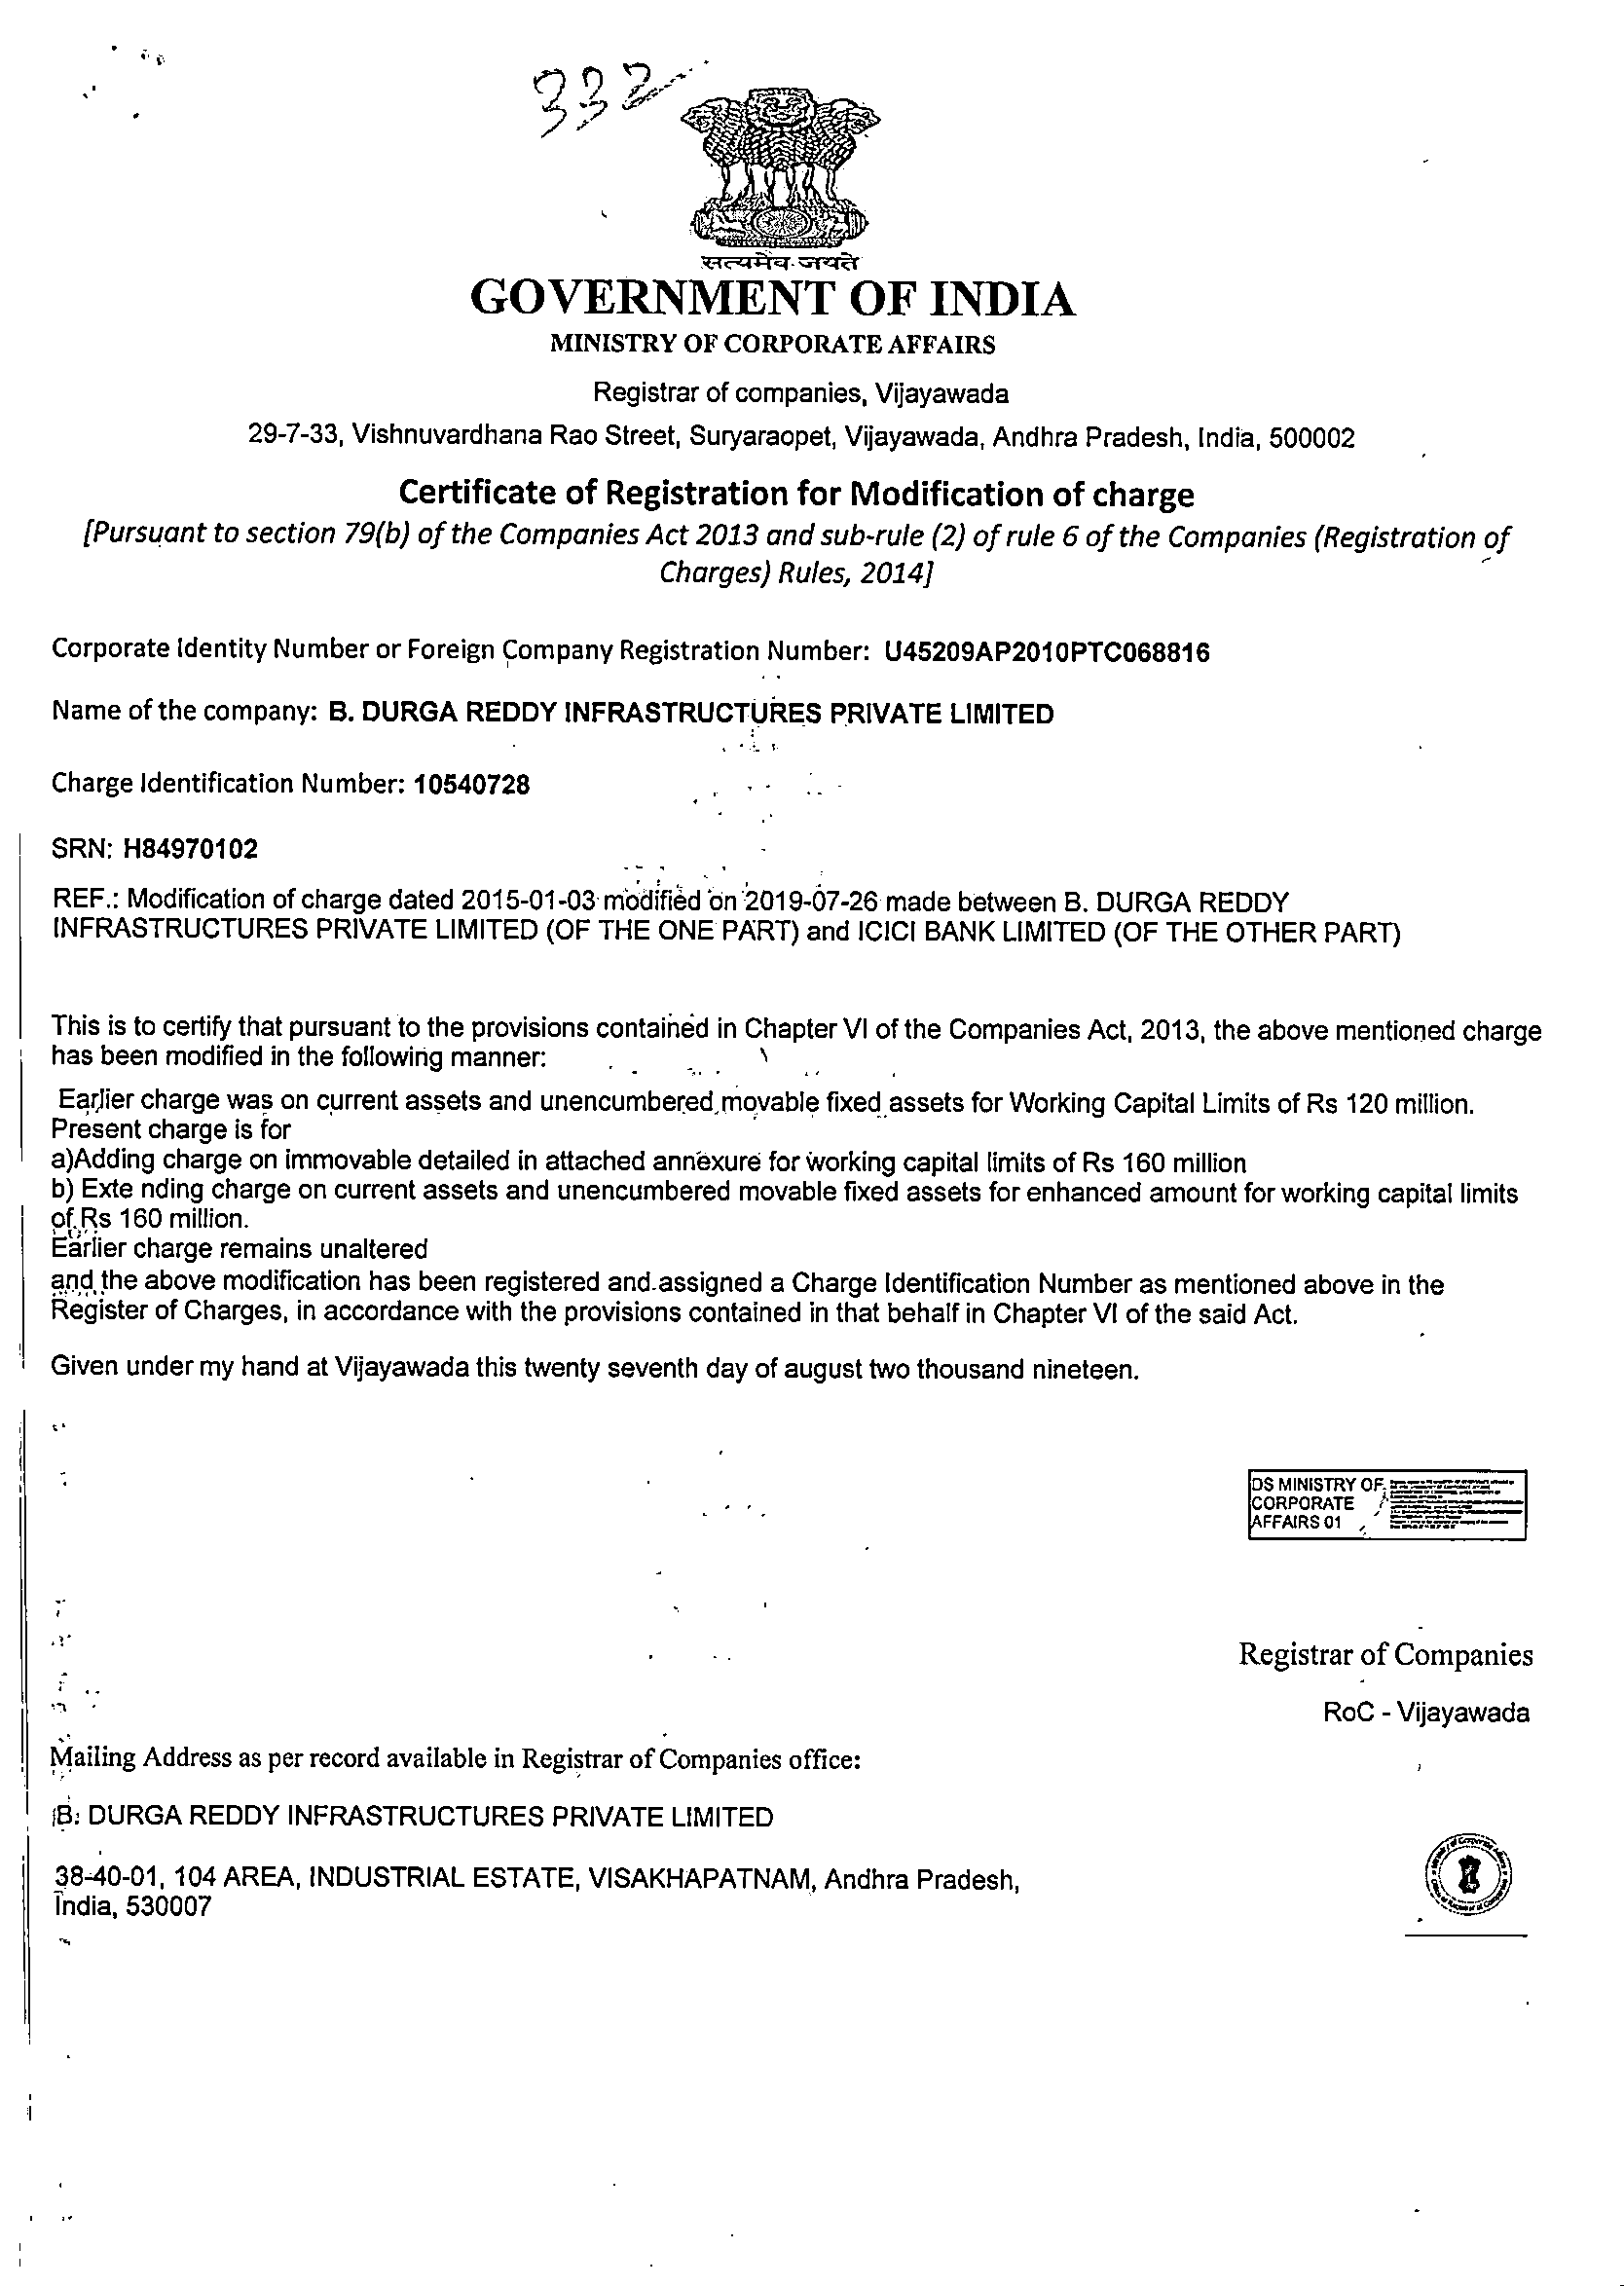 332
सत्यमेव जयते
GOVERNMENT OF INDIA
MINISTRY OF CORPORATE AFFAIRS
Registrar of companies, Vijayawada
29-7-33, Vishnuvardhana Rao Street, Suryaraopet, Vijayawada, Andhra Pradesh, India, 500002
Certificate of Registration for Modification of charge
[Pursuant to section 79(b) of the Companies Act 2013 and sub-rule (2) of rule 6 of the Companies (Registration of
Charges) Rules, 2014]
Corporate Identity Number or Foreign Company Registration Number: U45209AP2010PTC068816
Name of the company: B. DURGA REDDY INFRASTRUCTURES PRIVATE LIMITED
Charge Identification Number: 10540728
SRN: H84970102
REF.: Modification of charge dated 2015-01-03 modified on 2019-07-26 made between B. DURGA REDDY
INFRASTRUCTURES PRIVATE LIMITED (OF THE ONE PART) and ICICI BANK LIMITED (OF THE OTHER PART)
This is to certify that pursuant to the provisions contained in Chapter VI of the Companies Act, 2013, the above mentioned charge
has been modified in the following manner:
Earlier charge was on current assets and unencumbered movable fixed assets for Working Capital Limits of Rs 120 million.
Present charge is for
a)Adding charge on immovable detailed in attached annexure for working capital limits of Rs 160 million
b) Exte nding charge on current assets and unencumbered movable fixed assets for enhanced amount for working capital limits
of Rs 160 million.
Earlier charge remains unaltered
and the above modification has been registered and assigned a Charge Identification Number as mentioned above in the
Register of Charges, in accordance with the provisions contained in that behalf in Chapter VI of the said Act.
Given under my hand at Vijayawada this twenty seventh day of august two thousand nineteen.
DS MINISTRY OF
CORPORATE
AFFAIRS 01
Registrar of Companies
RoC - Vijayawada
Mailing Address as per record available in Registrar of Companies office:
B. DURGA REDDY INFRASTRUCTURES PRIVATE LIMITED
38-40-01, 104 AREA, INDUSTRIAL ESTATE, VISAKHAPATNAM, Andhra Pradesh,
India, 530007